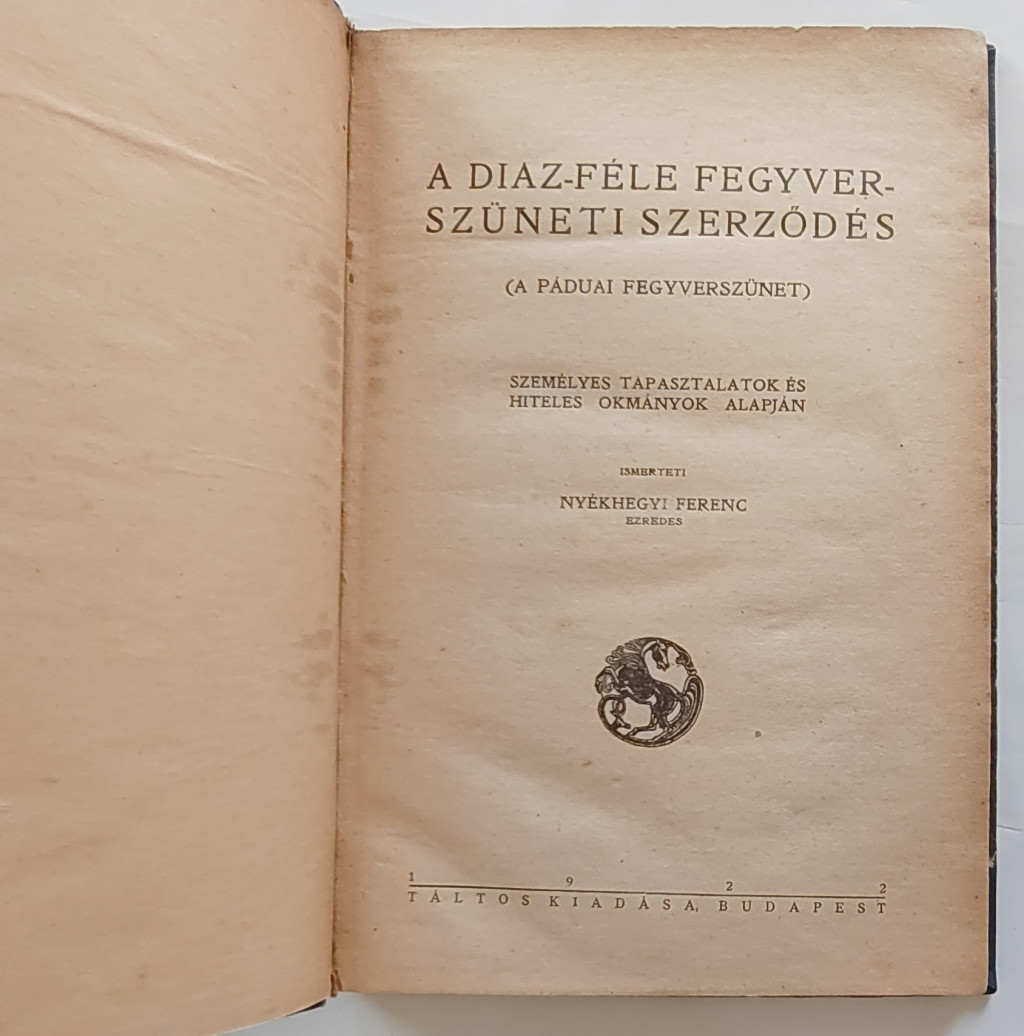 A DIAZ-FÉLE FEGYVER-
SZÜNETI SZERZŐDÉS
(A PÁDUAI FEGYVERSZÜNET)
SZEMÉLYES TAPASZTALATOK ÉS
HITELES OKMÁNYOK ALAPJÁN
ISMERTETI
NYÉKHEGYI FERENC
EZREDES
1 9 2 2
TÁLTOS KIADÁSA, BUDAPEST